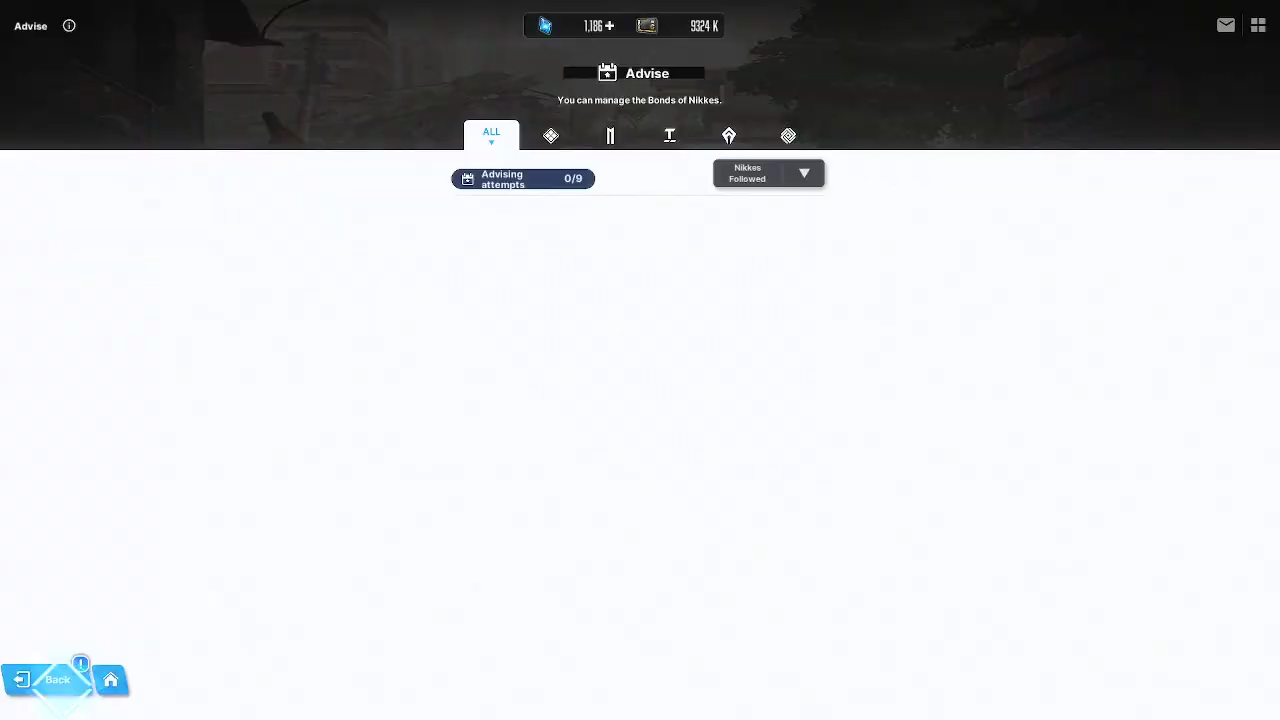 Advise
1,186
9324 K
Advise
You can manage the Bonds of Nikkes.
ALL
Advising
attempts
0/9
Nikkes
Followed
Back